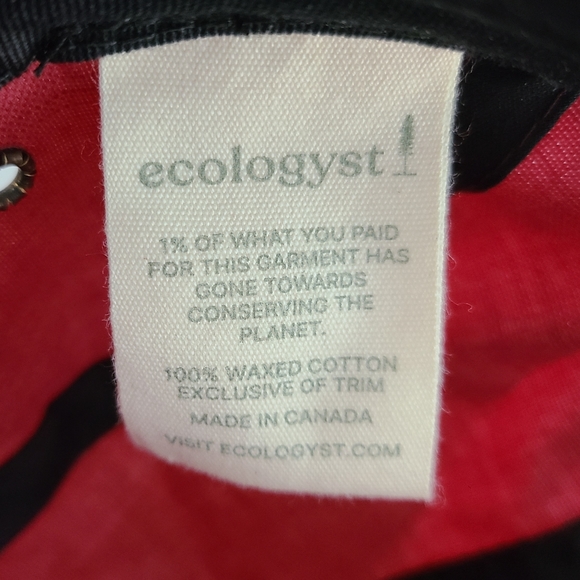 ecologyst
1% OF WHAT YOU PAID
FOR THIS GARMENT HAS
GONE TOWARDS
CONSERVING THE
PLANET.
100% WAXED COTTON
EXCLUSIVE OF TRIM
MADE IN CANADA
VISIT ECOLOGYST.COM